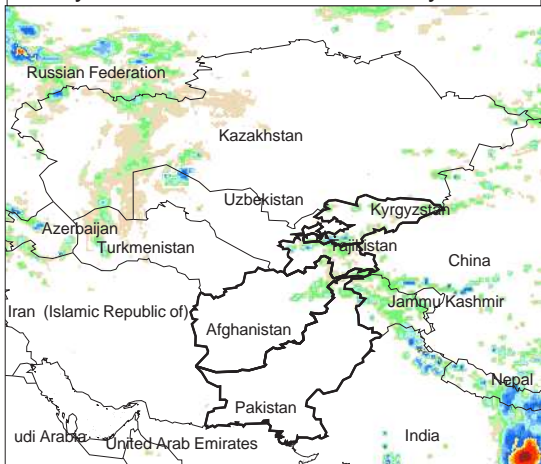 Russian Federation
Kazakhstan
Uzbekistan
Kyrgyzstan
Azerbaijan
Turkmenistan
Tajikistan
China
Iran (Islamic Republic of)
Jammu/Kashmir
Afghanistan
Nepal
Pakistan
udi Arabia
United Arab Emirates
India